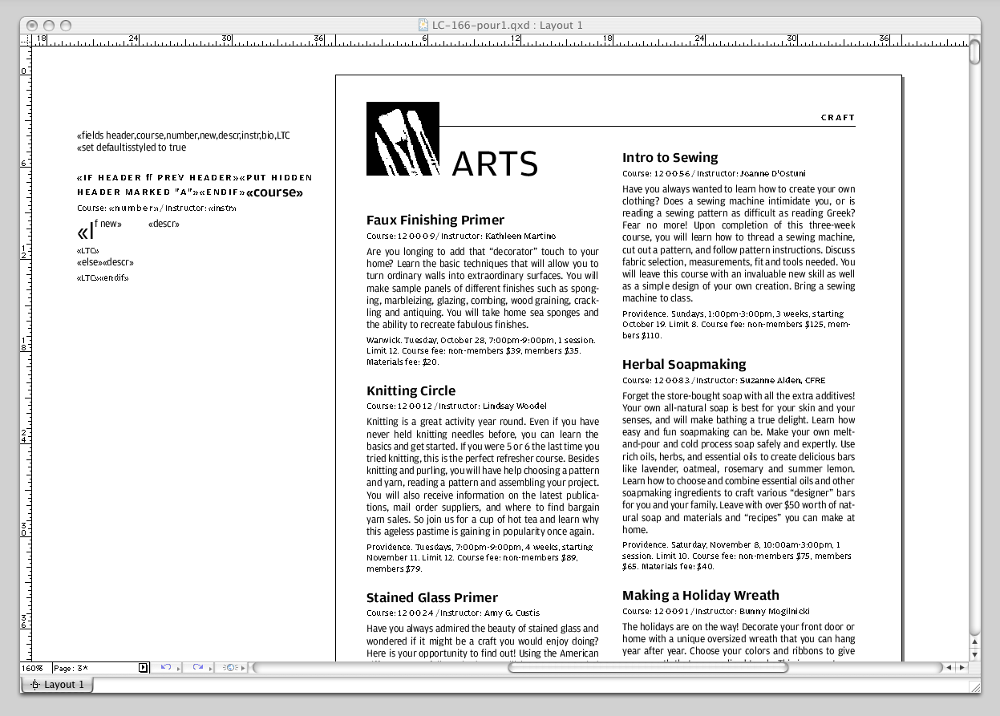 LC-166-pour1.qxd : Layout 1
18 24 30 36 6 12 18 24 30 36
0
6
12
18
24
30
36
«fields header,course,number,new,descr,instr,bio,LTC
«set defaultisstyled to true
«IF HEADER ≠ PREV HEADER»«PUT HIDDEN
HEADER MARKED "A"»«ENDIF»«course»
Course: «number» / Instructor: «instr»
«If new» «descr»
«LTC»
«else»«descr»
«LTC»«endif»
CRAFT
ARTS
Faux Finishing Primer
Course: 12-0-0-0-9 / Instructor: Kathleen Martino
Are you longing to add that “decorator” touch to your
home? Learn the basic techniques that will allow you to
turn ordinary walls into extraordinary surfaces. You will
make sample panels of different finishes such as spong-
ing, marbleizing, glazing, combing, wood graining, crack-
ling and antiquing. You will take home sea sponges and
the ability to recreate fabulous finishes.
Warwick. Tuesday, October 28, 7:00pm-9:00pm, 1 session.
Limit 12. Course fee: non-members $39, members $35.
Materials fee: $20.
Knitting Circle
Course: 12-0-0-12 / Instructor: Lindsay Woodel
Knitting is a great activity year round. Even if you have
never held knitting needles before, you can learn the
basics and get started. If you were 5 or 6 the last time you
tried knitting, this is the perfect refresher course. Besides
knitting and purling, you will have help choosing a pattern
and yarn, reading a pattern and assembling your project.
You will also receive information on the latest publica-
tions, mail order suppliers, and where to find bargain
yarn sales. So join us for a cup of hot tea and learn why
this ageless pastime is gaining in popularity once again.
Providence. Tuesdays, 7:00pm-9:00pm, 4 weeks, starting
November 11. Limit 12. Course fee: non-members $89,
members $79.
Stained Glass Primer
Course: 12-0-0-24 / Instructor: Amy G. Custis
Have you always admired the beauty of stained glass and
wondered if it might be a craft you would enjoy doing?
Here is your opportunity to find out! Using the American
Intro to Sewing
Course: 12-0-0-56 / Instructor: Joanne D'Ostuni
Have you always wanted to learn how to create your own
clothing? Does a sewing machine intimidate you, or is
reading a sewing pattern as difficult as reading Greek?
Fear no more! Upon completion of this three-week
course, you will learn how to thread a sewing machine,
cut out a pattern, and follow pattern instructions. Discuss
fabric selection, measurements, fit and tools needed. You
will leave this course with an invaluable new skill as well
as a simple design of your own creation. Bring a sewing
machine to class.
Providence. Sundays, 1:00pm-3:00pm, 3 weeks, starting
October 19. Limit 8. Course fee: non-members $125, mem-
bers $110.
Herbal Soapmaking
Course: 12-0-0-83 / Instructor: Suzanne Alden, CFRE
Forget the store-bought soap with all the extra additives!
Your own all-natural soap is best for your skin and your
senses, and will make bathing a true delight. Learn how
easy and fun soapmaking can be. Make your own melt-
and-pour and cold process soap safely and expertly. Use
rich oils, herbs, and essential oils to create delicious bars
like lavender, oatmeal, rosemary and summer lemon.
Learn how to choose and combine essential oils and other
soapmaking ingredients to craft various “designer” bars
for you and your family. Leave with over $50 worth of nat-
ural soap and materials and “recipes” you can make at
home.
Providence. Saturday, November 8, 10:00am-3:00pm, 1
session. Limit 10. Course fee: non-members $75, members
$65. Materials fee: $40.
Making a Holiday Wreath
Course: 12-0-0-91 / Instructor: Bunny Mogilnicki
The holidays are on the way! Decorate your front door or
home with a unique oversized wreath that you can hang
year after year. Choose your colors and ribbons to give
160% Page: 3*
Layout 1